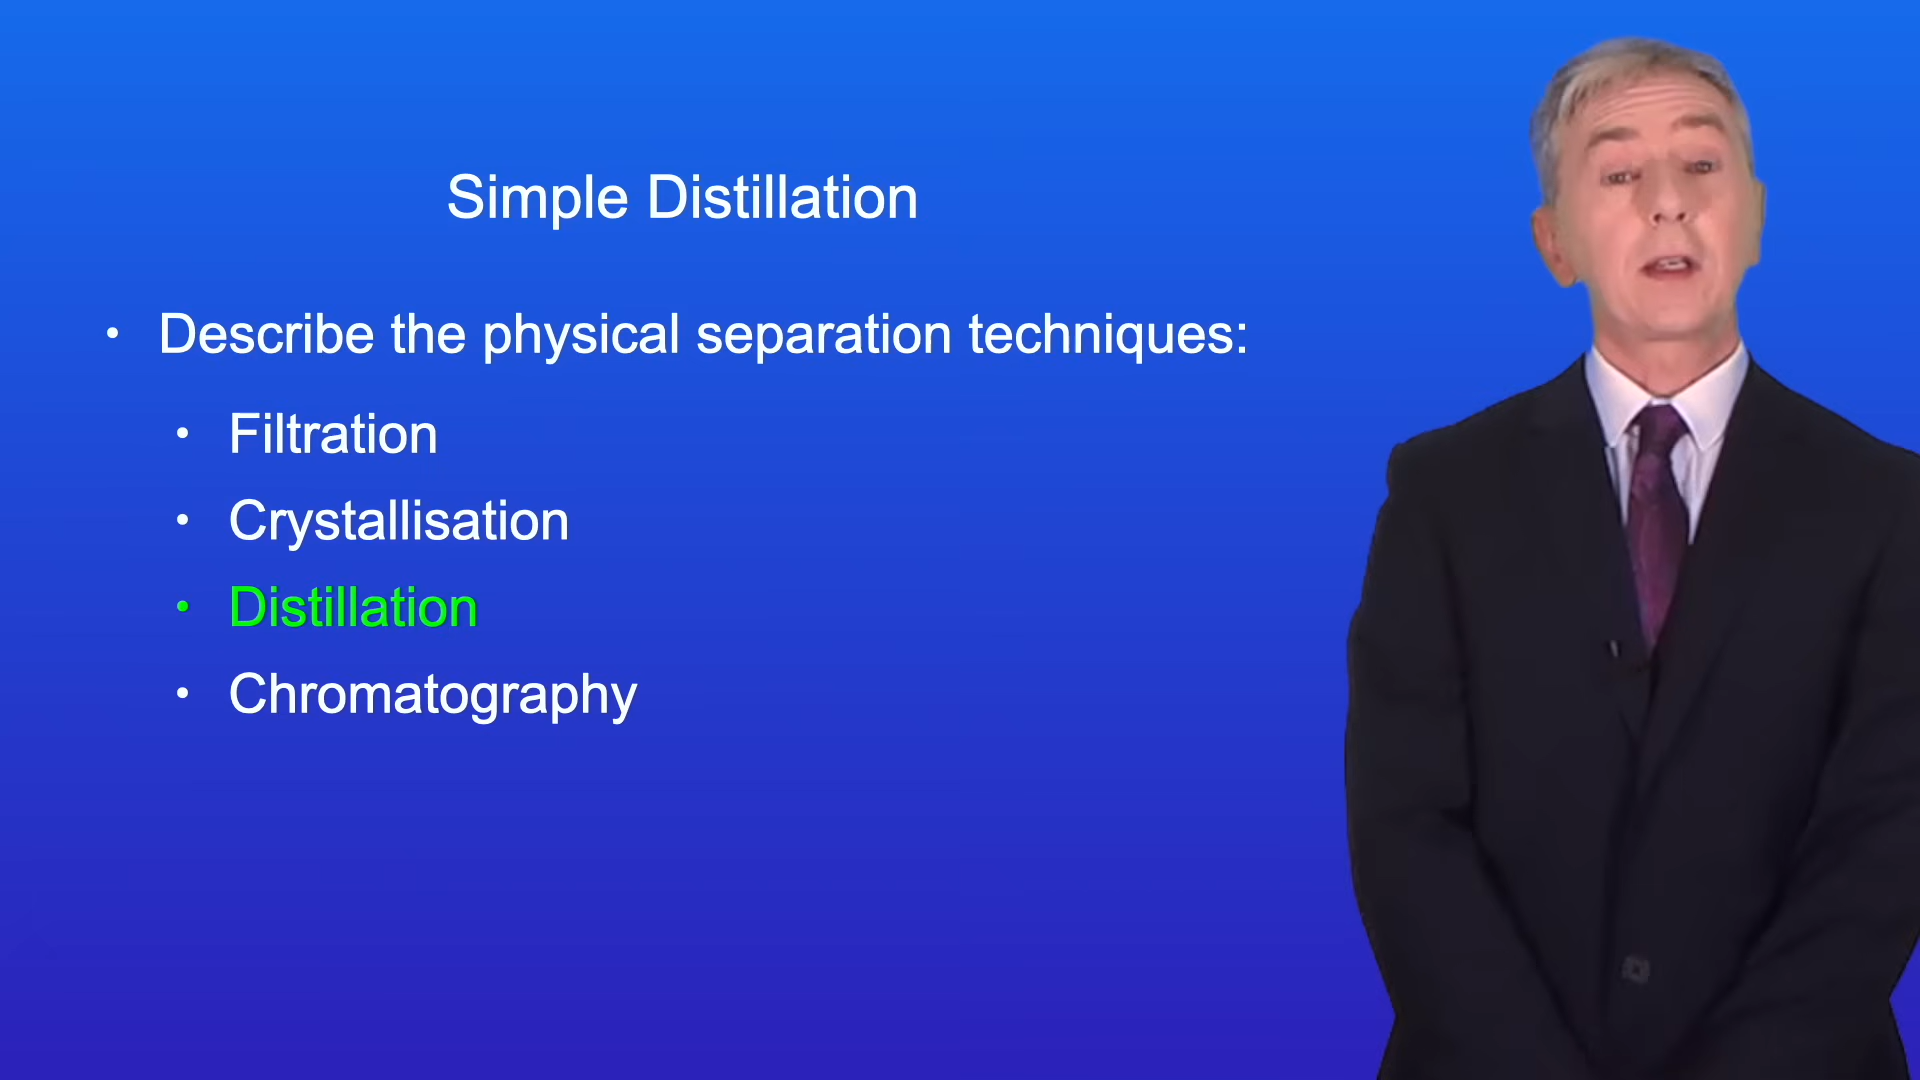 Simple Distillation
• Describe the physical separation techniques:
• Filtration
• Crystallisation
• Distillation
• Chromatography